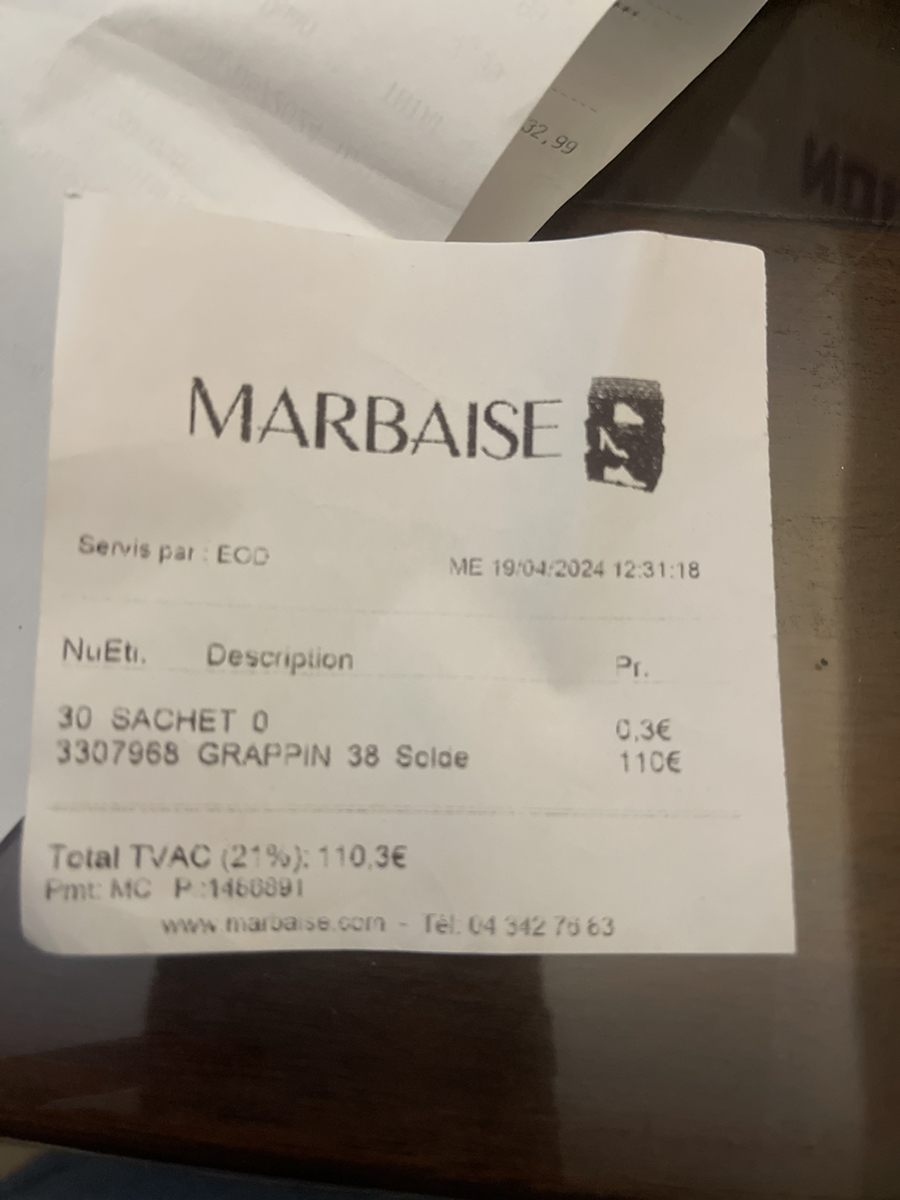 32,99
MARBAISE
Servis par : ECD
ME 19/04/2024 12:31:18
NuEti. Description Pr.
30 SACHET 0 0,3€
3307968 GRAPPIN 38 Solde 110€
Total TVAC (21%): 110,3€
Pmt: MC
www.marbaise.com - Tél: 04 342 76 63